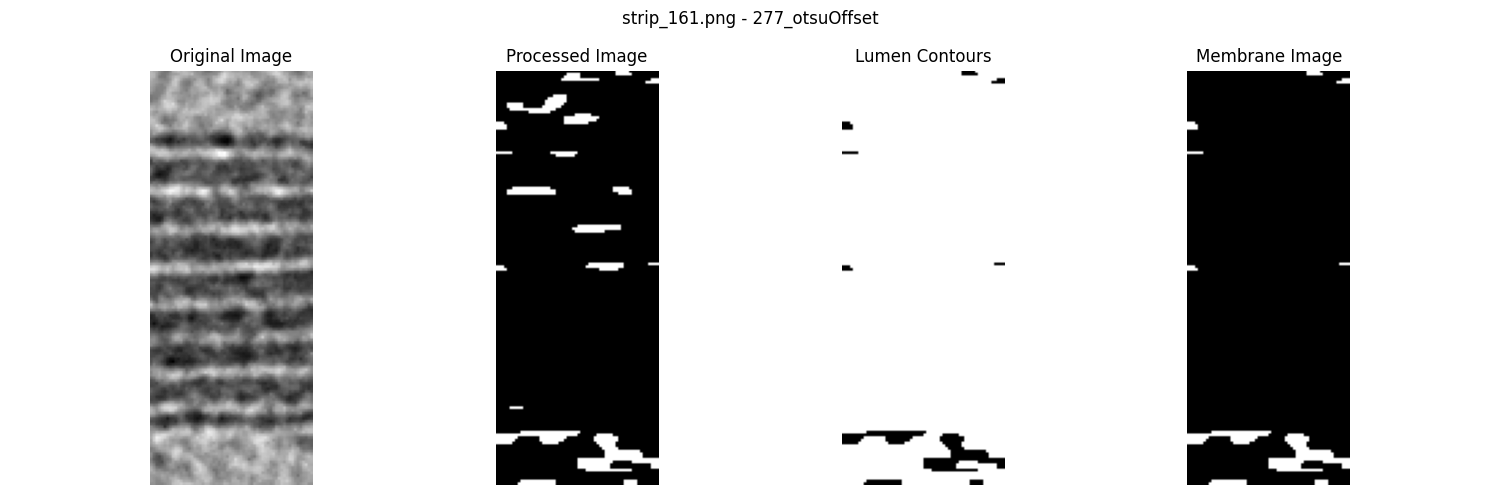 strip_161.png - 277_otsuOffset
Original Image
Processed Image
Lumen Contours
Membrane Image